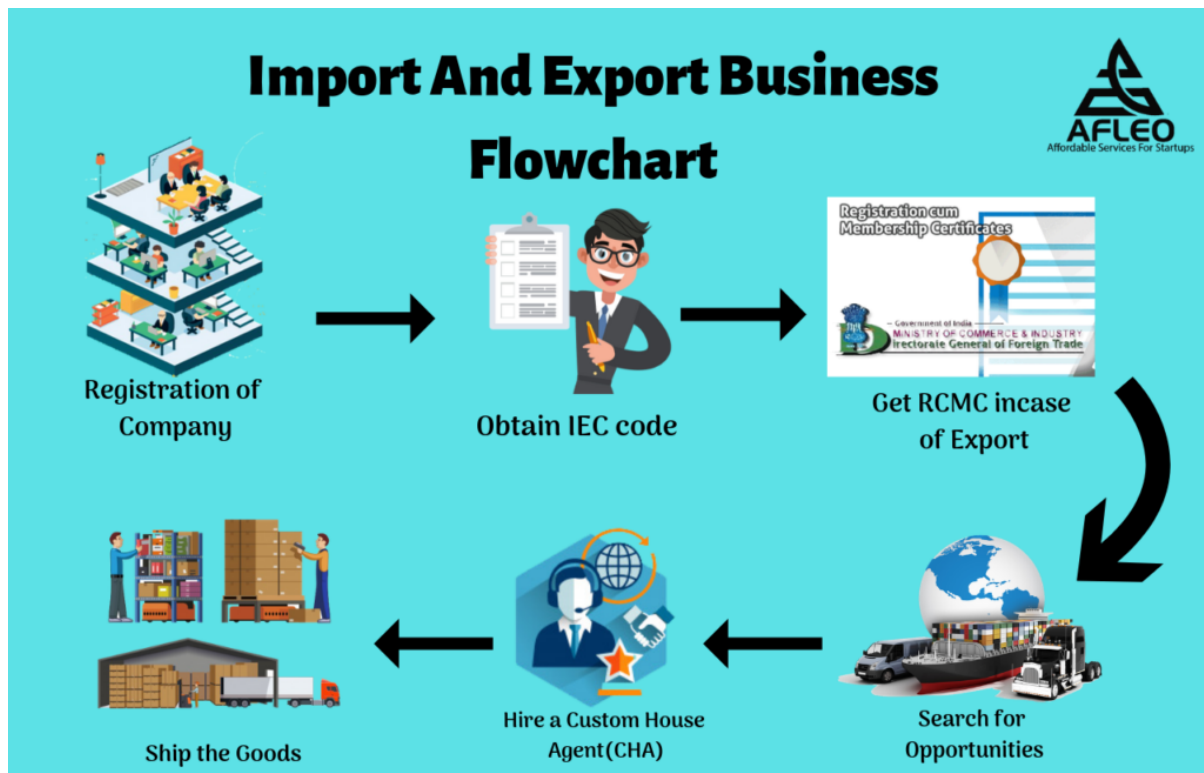 Import And Export Business
Flowchart
AFLEO
Affordable Services For Startups
Registration of
Company
Obtain IEC code
Registration cum
Membership Certificates
Government of India
MINISTRY OF COMMERCE & INDUSTRY
Directorate General of Foreign Trade
Get RCMC incase
of Export
Search for
Opportunities
Hire a Custom House
Agent(CHA)
Ship the Goods